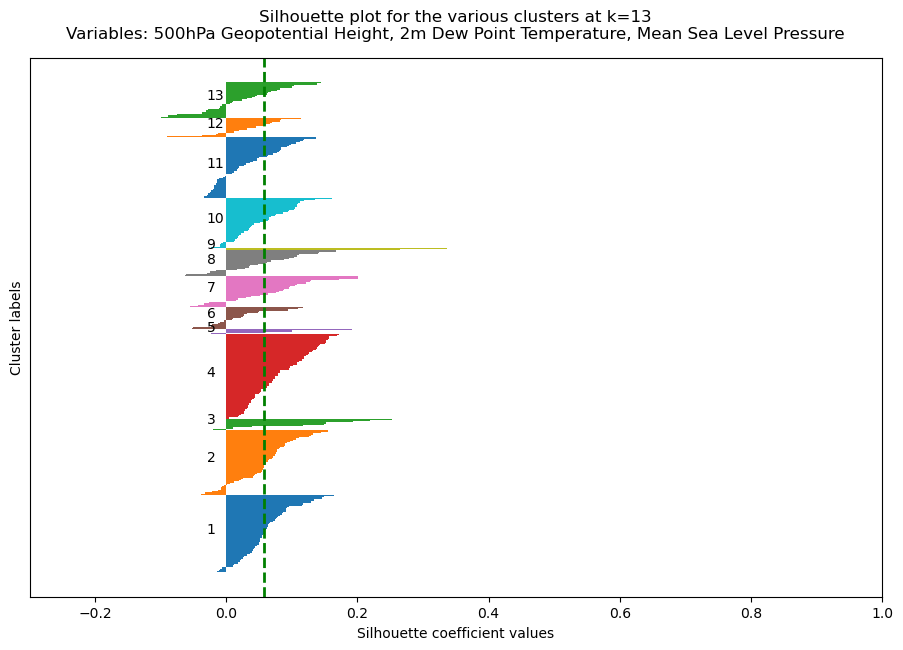 Silhouette plot for the various clusters at k=13
Variables: 500hPa Geopotential Height, 2m Dew Point Temperature, Mean Sea Level Pressure
Cluster labels
13
12
11
10
9
8
7
6
5
4
3
2
1
−0.2 0.0 0.2 0.4 0.6 0.8 1.0
Silhouette coefficient values